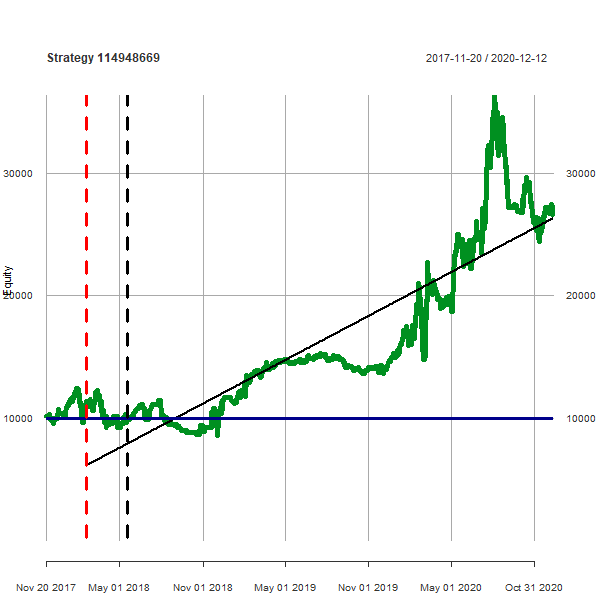 Strategy 114948669
2017-11-20 / 2020-12-12
30000
30000
Equity
20000
20000
10000
10000
Nov 20 2017
May 01 2018
Nov 01 2018
May 01 2019
Nov 01 2019
May 01 2020
Oct 31 2020